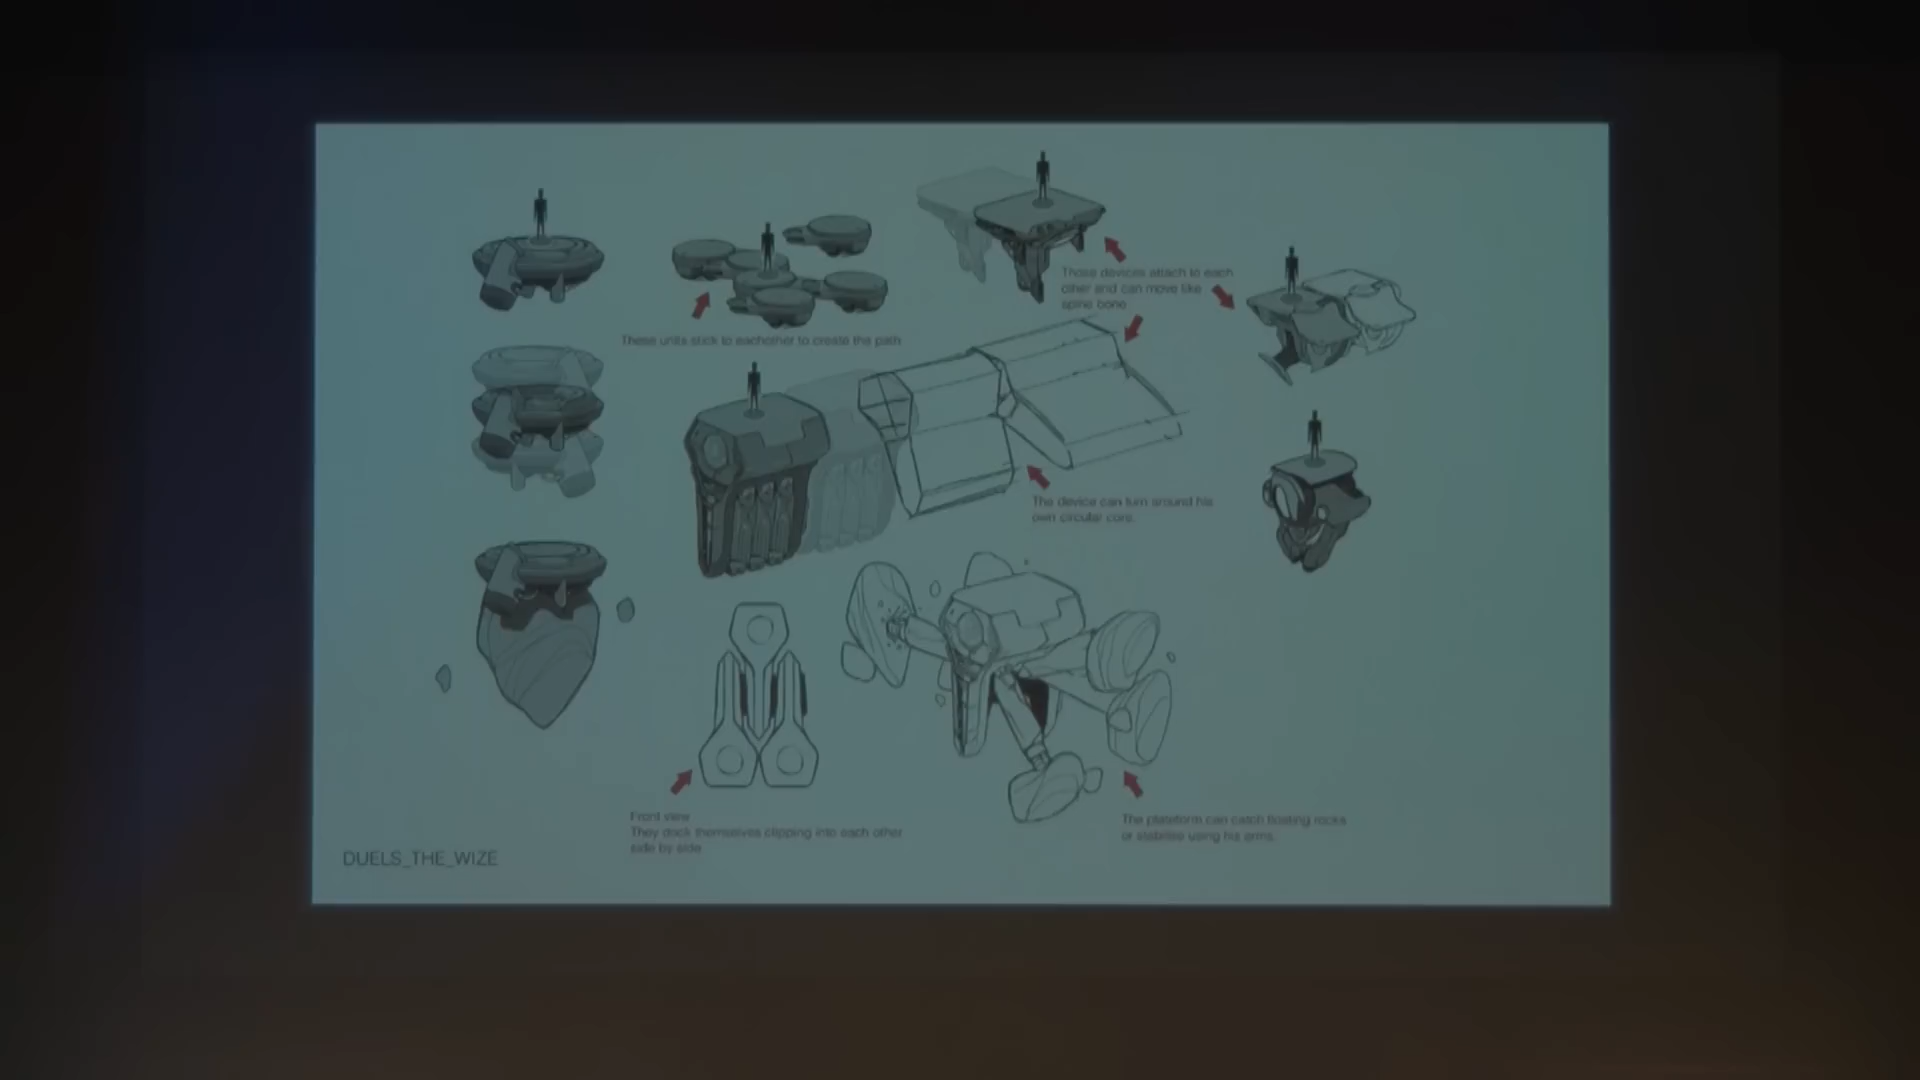 Those devices attach to each
other and can move like
spine bone
These units stick to eachother to create the path
The device can turn around his
own circular core.
Front view
They dock themselves clipping into each other
side by side
The plateform can catch floating rocks
or stabilise using his arms.
DUELS_THE_WIZE